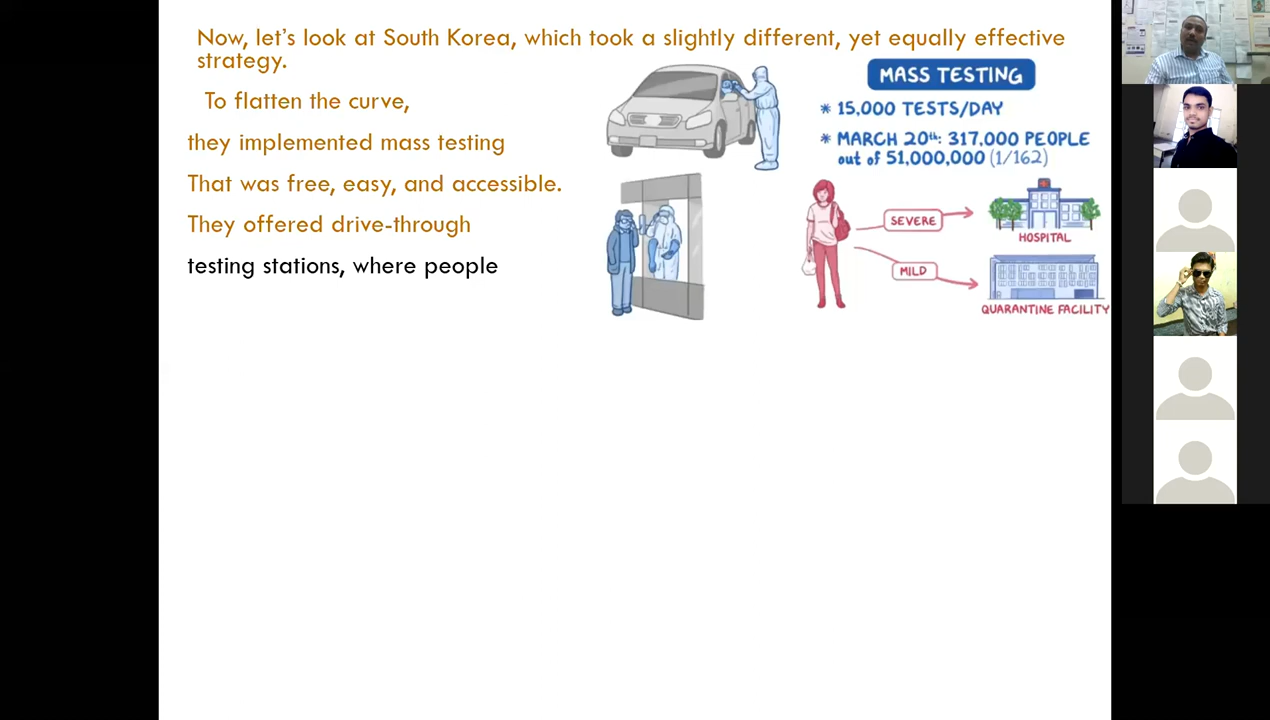 Now, let's look at South Korea, which took a slightly different, yet equally effective
strategy.
To flatten the curve,
they implemented mass testing
That was free, easy, and accessible.
They offered drive-through
testing stations, where people
MASS TESTING
* 15,000 TESTS/DAY
* MARCH 20th: 317,000 PEOPLE
out of 51,000,000 (1/162)
SEVERE
HOSPITAL
MILD
QUARANTINE FACILITY